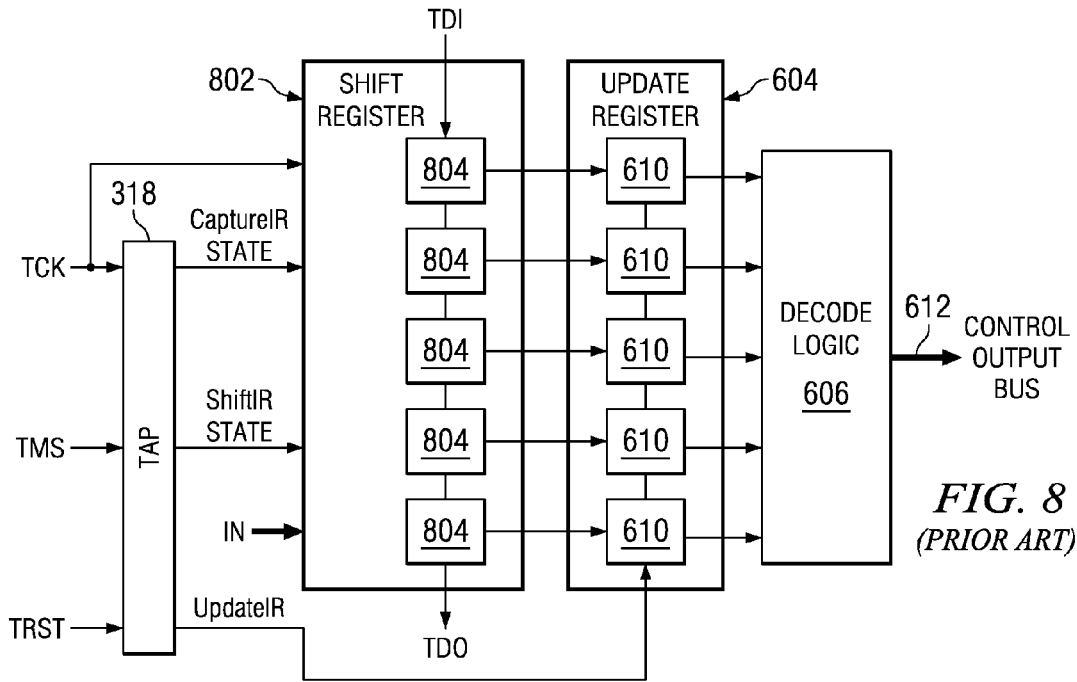 TDI
802
SHIFT
REGISTER
UPDATE
REGISTER
604
804
610
318
CaptureIR
STATE
TCK
804
610
DECODE
LOGIC
606
612
CONTROL
OUTPUT
BUS
804
610
ShiftIR
STATE
TMS
TAP
804
610
IN
804
610
FIG. 8
(PRIOR ART)
UpdateIR
TRST
TDO